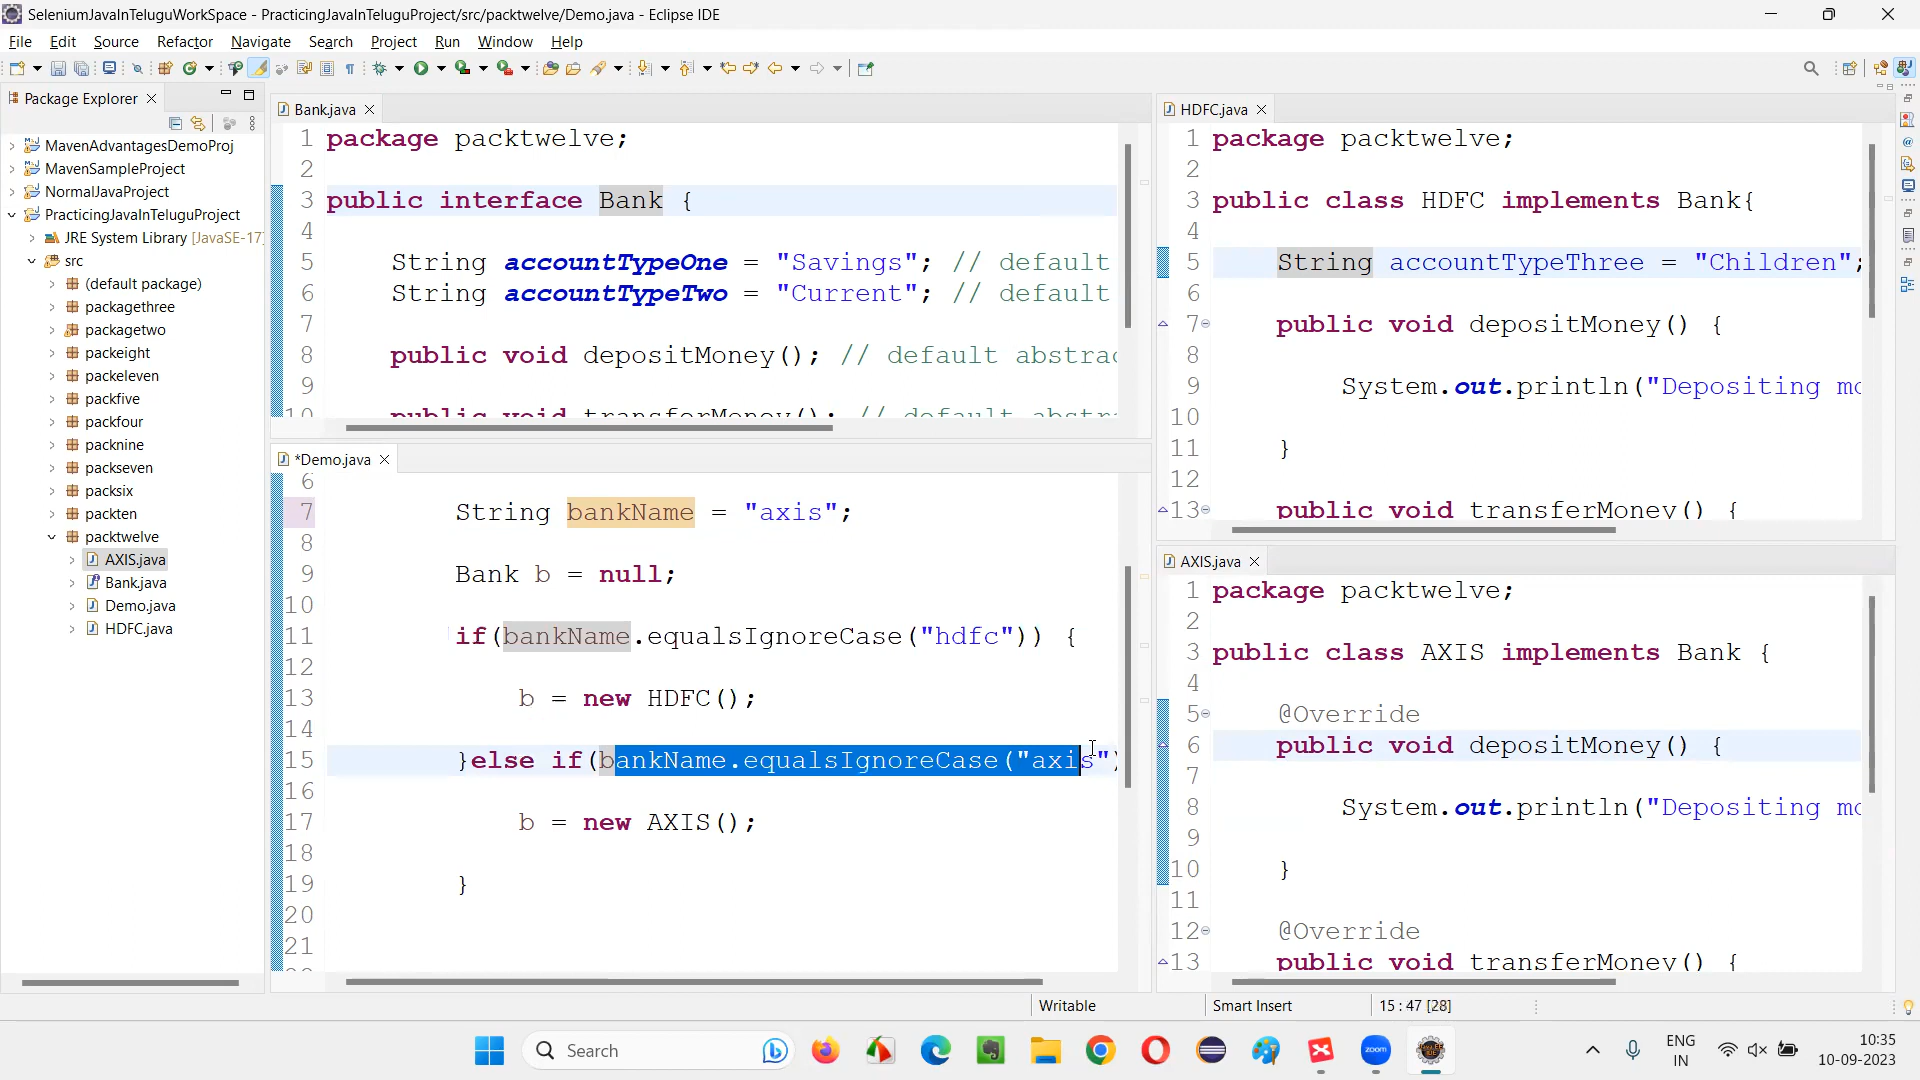 SeleniumJavaInTeluguWorkSpace - PracticingJavaInTeluguProject/src/packtwelve/Demo.java - Eclipse IDE
File Edit Source Refactor Navigate Search Project Run Window Help
Package Explorer
MavenAdvantagesDemoProj
MavenSampleProject
NormalJavaProject
PracticingJavaInTeluguProject
JRE System Library [JavaSE-17]
src
(default package)
packagethree
packagetwo
packeight
packeleven
packfive
packfour
packnine
packseven
packsix
packten
packtwelve
AXIS.java
Bank.java
Demo.java
HDFC.java
Bank.java
1 package packtwelve;
2
3 public interface Bank {
4
5 String accountTypeOne = "Savings"; // default
6 String accountTypeTwo = "Current"; // default
7
8 public void depositMoney(); // default abstrac
9
10 public void transferMoney(); // default abstra
*Demo.java
6
7 String bankName = "axis";
8
9 Bank b = null;
10
11 if(bankName.equalsIgnoreCase("hdfc")) {
12
13 b = new HDFC();
14
15 }else if(bankName.equalsIgnoreCase("axis")
16
17 b = new AXIS();
18
19 }
20
21
HDFC.java
1 package packtwelve;
2
3 public class HDFC implements Bank{
4
5 String accountTypeThree = "Children";
6
7 public void depositMoney() {
8
9 System.out.println("Depositing mo
10
11 }
12
13 public void transferMoney() {
AXIS.java
1 package packtwelve;
2
3 public class AXIS implements Bank {
4
5 @Override
6 public void depositMoney() {
7
8 System.out.println("Depositing mo
9
10 }
11
12 @Override
13 public void transferMoney() {
Writable Smart Insert 15 : 47 [28]
Search
zoom
ENG
IN
10:35
10-09-2023